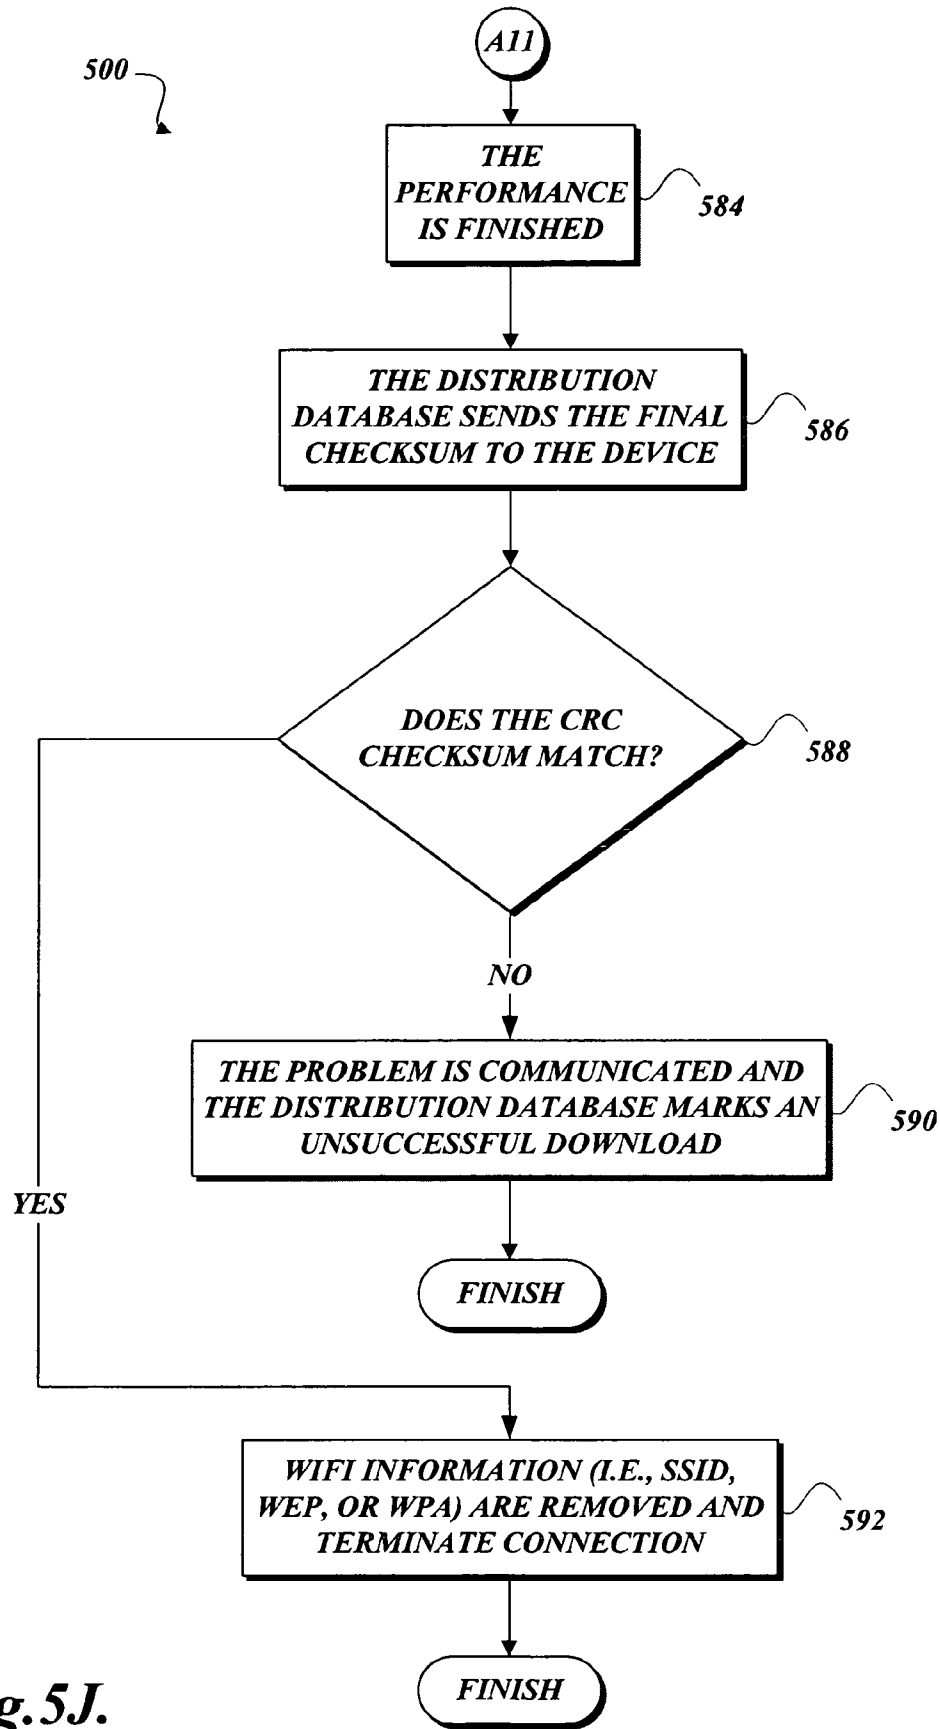 A11
500
THE
PERFORMANCE
IS FINISHED
584
THE DISTRIBUTION
DATABASE SENDS THE FINAL
CHECKSUM TO THE DEVICE
586
DOES THE CRC
CHECKSUM MATCH?
588
NO
THE PROBLEM IS COMMUNICATED AND
THE DISTRIBUTION DATABASE MARKS AN
UNSUCCESSFUL DOWNLOAD
590
YES
FINISH
WIFI INFORMATION (I.E., SSID,
WEP, OR WPA) ARE REMOVED AND
TERMINATE CONNECTION
592
FINISH
g.5J.